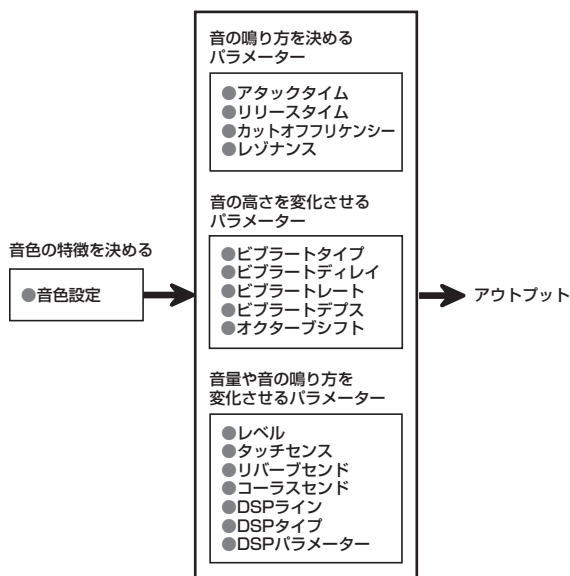 音色の特徴を決める
●音色設定
音の鳴り方を決める
パラメーター
●アタックタイム
●リリースタイム
●カットオフフリケンシー
●レゾナンス
音の高さを変化させる
パラメーター
●ビブラートタイプ
●ビブラートディレイ
●ビブラートレート
●ビブラートデプス
●オクターブシフト
音量や音の鳴り方を
変化させるパラメーター
●レベル
●タッチセンス
●リバーブセンド
●コーラスセンド
●DSPライン
●DSPタイプ
●DSPパラメーター
アウトプット